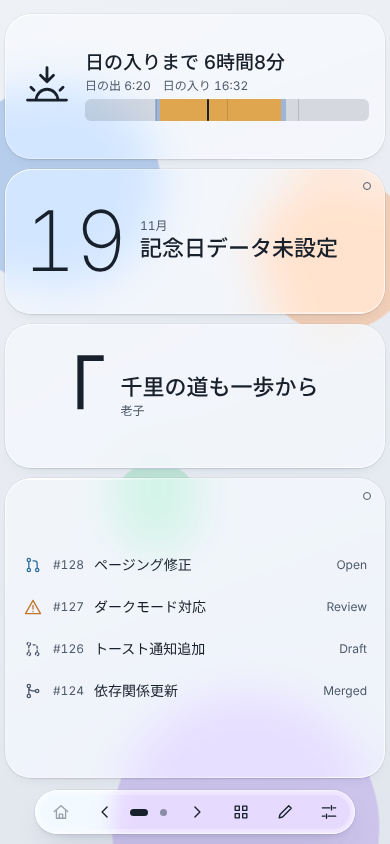 日の入りまで 6時間8分
日の出 6:20 日の入り 16:32
19
11月
記念日データ未設定
「
千里の道も一歩から
老子
#128 ページング修正 Open
#127 ダークモード対応 Review
#126 トースト通知追加 Draft
#124 依存関係更新 Merged